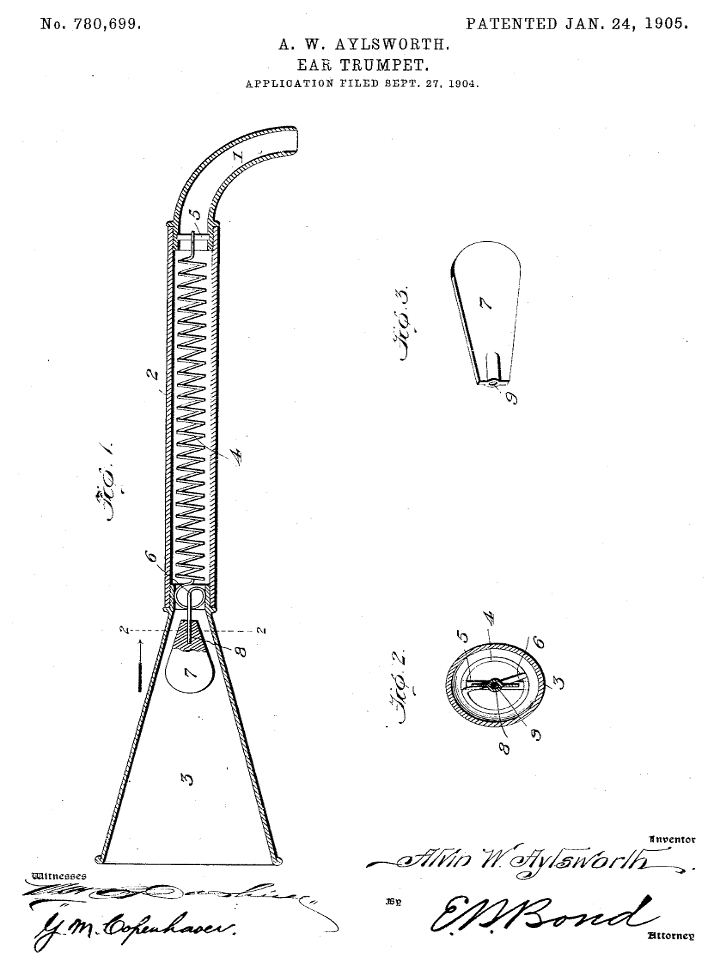 No. 780,699.
PATENTED JAN. 24, 1905.
A. W. AYLSWORTH.
EAR TRUMPET.
APPLICATION FILED SEPT. 27, 1904.
1
5
2
4
Fig. 1.
6
2
2
8
7
3
Fig. 3.
7
9
Fig. 2.
5
4
6
3
8
9
Inventor
Alvin W. Aylsworth
Witnesses
G. M. Copenhaver.
By
E. W. Bond
Attorney